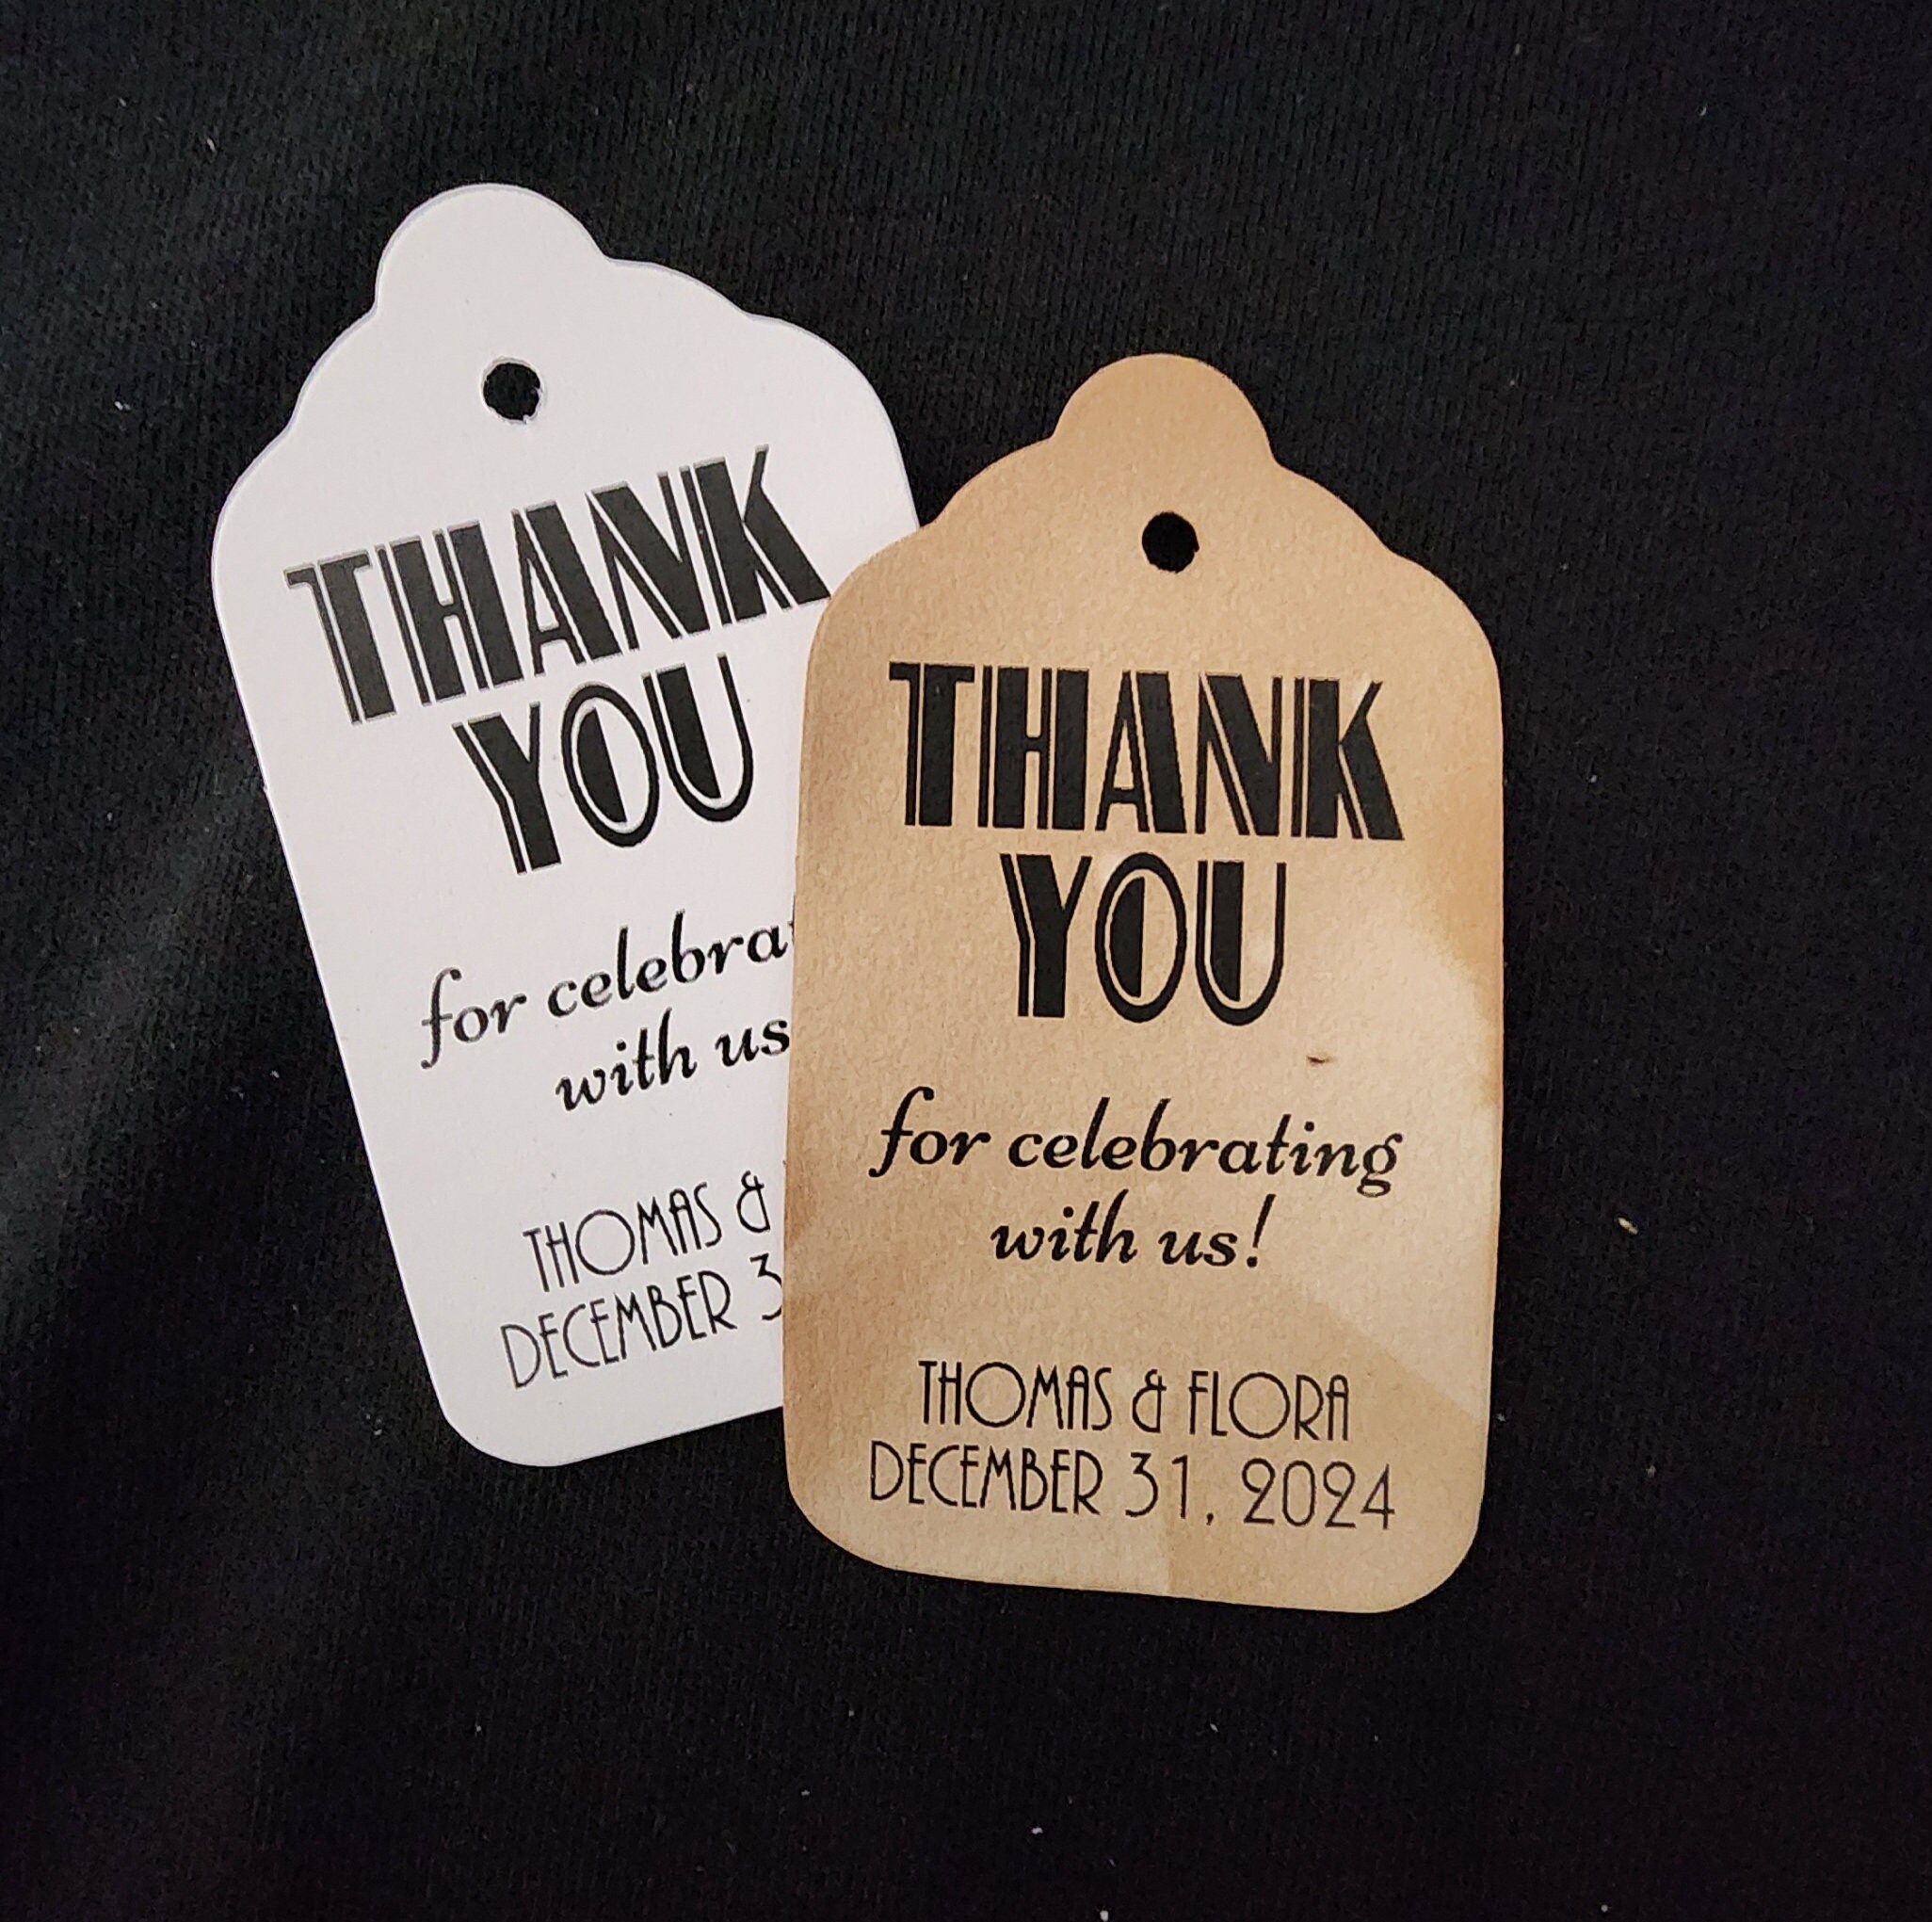 THANK
YOU
for celebrat
with us
THOMAS &
DECEMBER 3
THANK
YOU
for celebrating
with us!
THOMAS & FLORA
DECEMBER 31, 2024